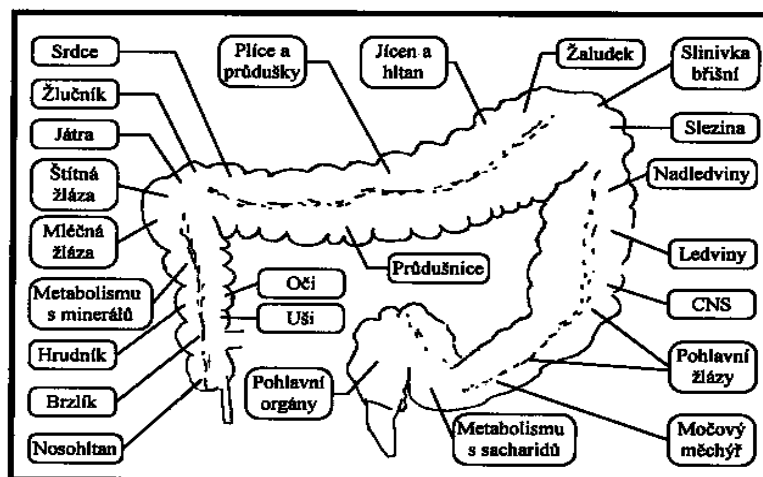 Srdce
Žlučník
Játra
Štítná
žláza
Mléčná
žláza
Metabolismu
s minerálů
Hrudník
Brzlík
Nosohltan
Plíce a
průdušky
Jícen a
hltan
Žaludek
Slinivka
břišní
Slezina
Nadledviny
Ledviny
CNS
Pohlavní
žlázy
Močový
měchýř
Průdušnice
Oči
Uši
Pohlavní
orgány
Metabolismu
s sacharidů